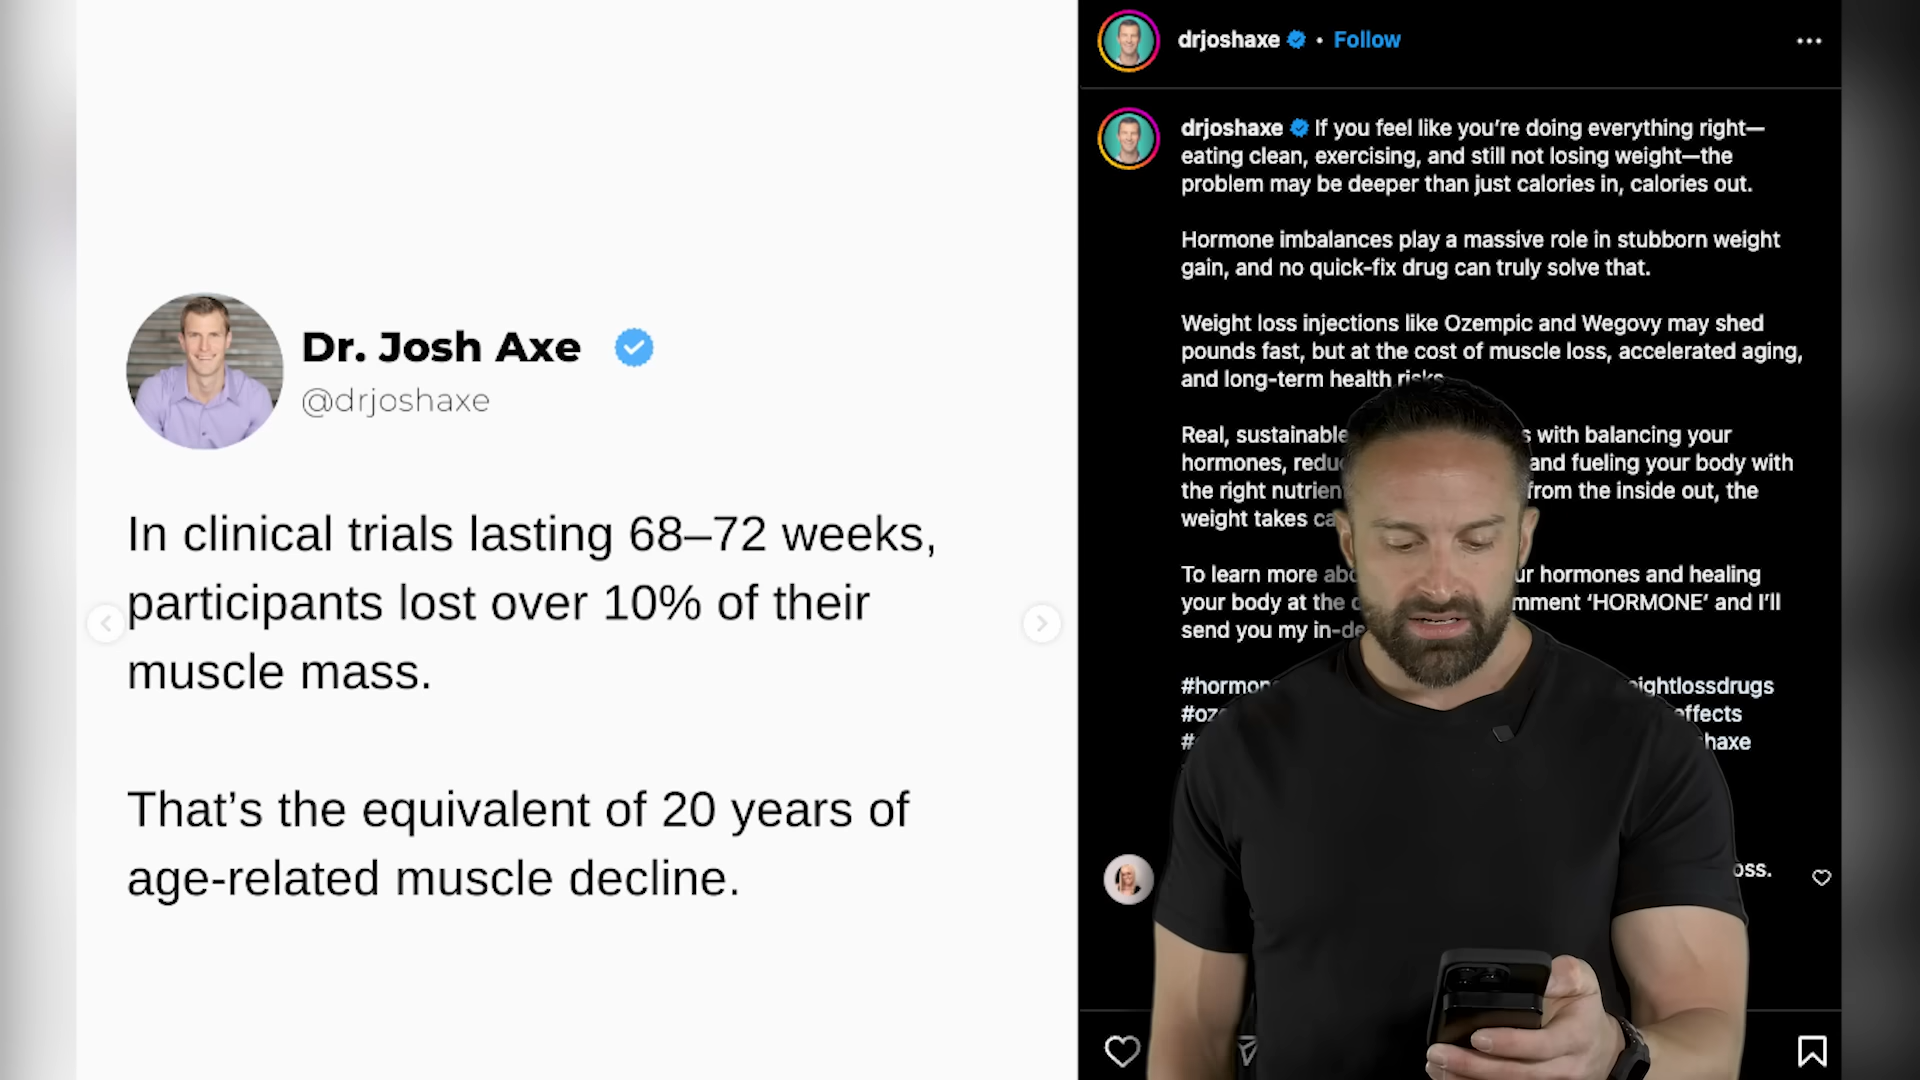 Dr. Josh Axe
@drjoshaxe
In clinical trials lasting 68–72 weeks,
participants lost over 10% of their
muscle mass.
That’s the equivalent of 20 years of
age-related muscle decline.
drjoshaxe • Follow
drjoshaxe If you feel like you’re doing everything right—
eating clean, exercising, and still not losing weight—the
problem may be deeper than just calories in, calories out.
Hormone imbalances play a massive role in stubborn weight
gain, and no quick-fix drug can truly solve that.
Weight loss injections like Ozempic and Wegovy may shed
pounds fast, but at the cost of muscle loss, accelerated aging,
and long-term health risks
Real, sustainable with balancing your
hormones, and fueling your body with
the right from the inside out, the
weight takes
To learn more hormones and healing
your body at the ‘HORMONE’ and I’ll
send you my